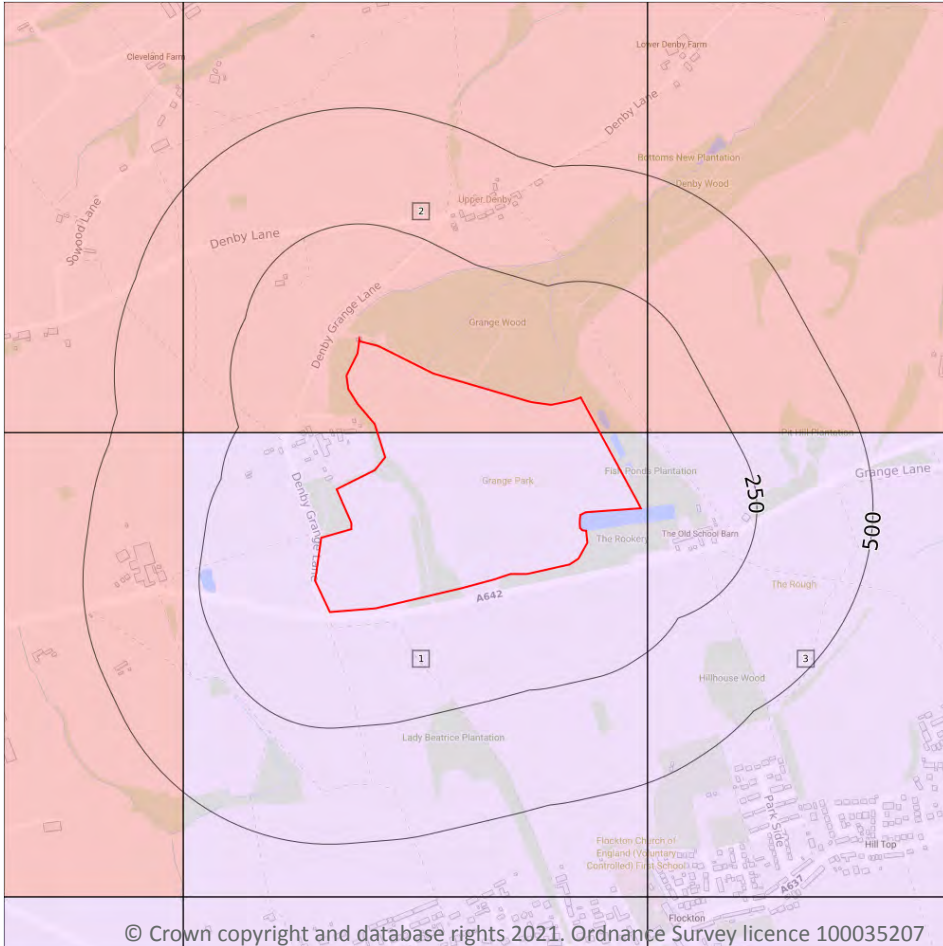 Cleveland Farm
Lower Denby Farm
Denby Lane
Bottoms New Plantation
Denby Wood
Upper Denby
2
Sowood Lane
Denby Lane
Denby Grange Lane
Grange Wood
Pit Hill Plantation
Grange Lane
Fish Ponds Plantation
Grange Park
250
500
Denby Grange Lane
The Rookery
The Old School Barn
The Rough
A642
1
3
Hillhouse Wood
Lady Beatrice Plantation
Park Side
Flockton Church of
England (Voluntary
Controlled) First School
Hill Top
A637
Flockton
© Crown copyright and database rights 2021. Ordnance Survey licence 100035207